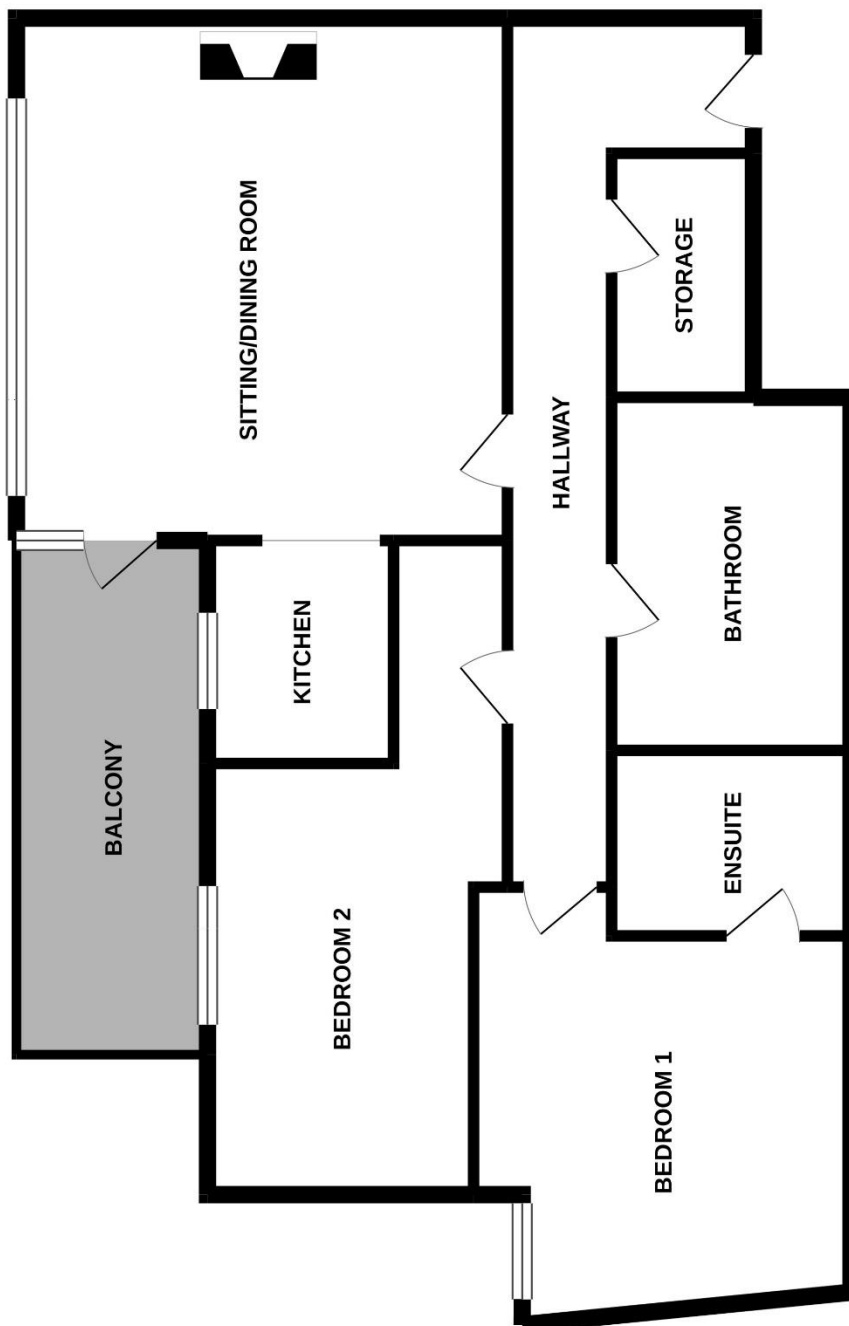 SITTING/DINING ROOM
STORAGE
HALLWAY
BATHROOM
KITCHEN
BALCONY
ENSUITE
BEDROOM 2
BEDROOM 1